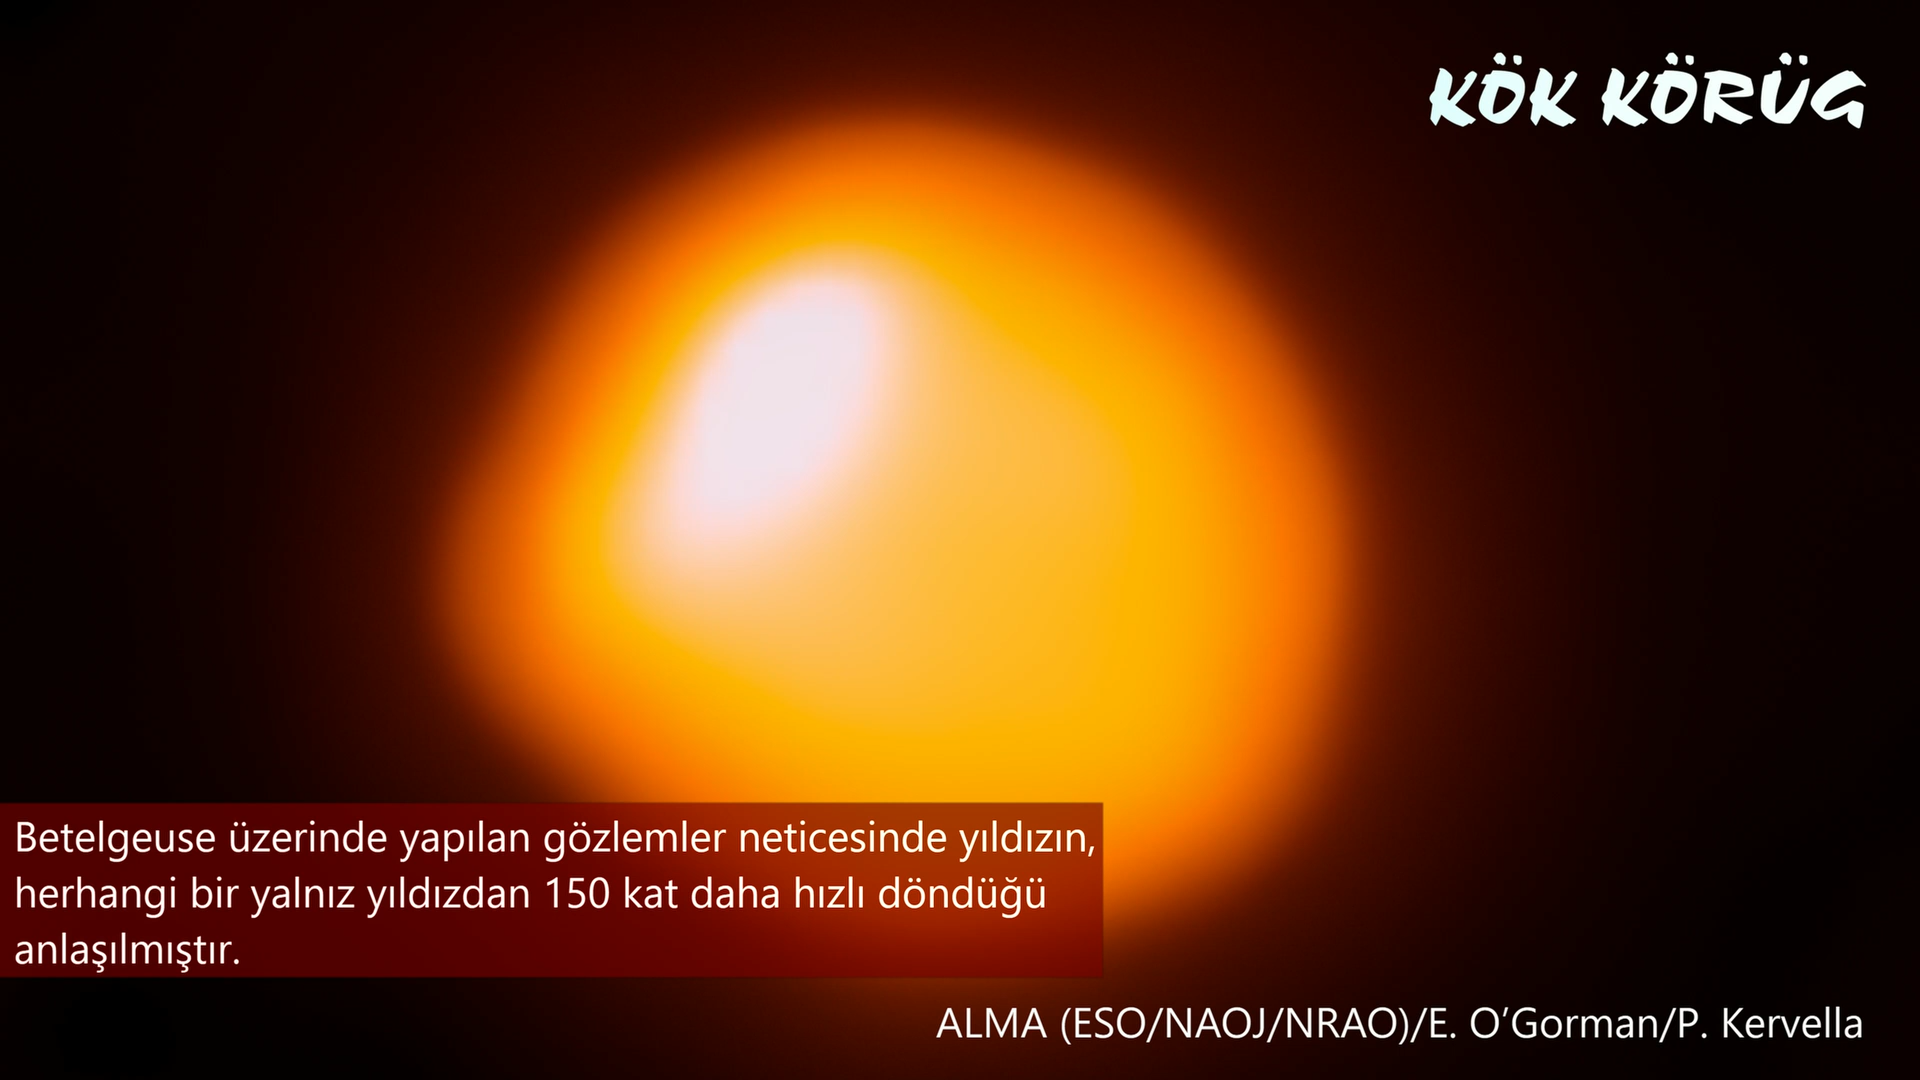 KÖK KÖRÜG
Betelgeuse üzerinde yapılan gözlemler neticesinde yıldızın,
herhangi bir yalnız yıldızdan 150 kat daha hızlı döndüğü
anlaşılmıştır.
ALMA (ESO/NAOJ/NRAO)/E. O’Gorman/P. Kervella